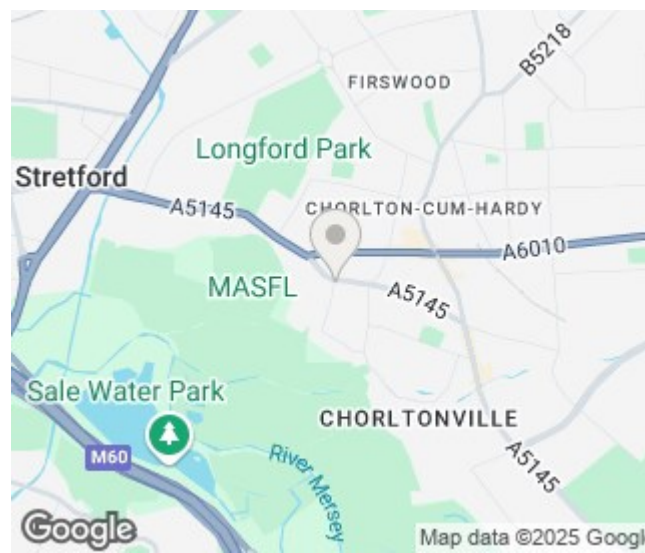 B5218
FIRSWOOD
Longford Park
Stretford
A5145
CHORLTON-CUM-HARDY
A6010
MASFL
A5145
Sale Water Park
CHORLTONVILLE
M60
River Mersey
A5145
Google
Map data ©2025 Google